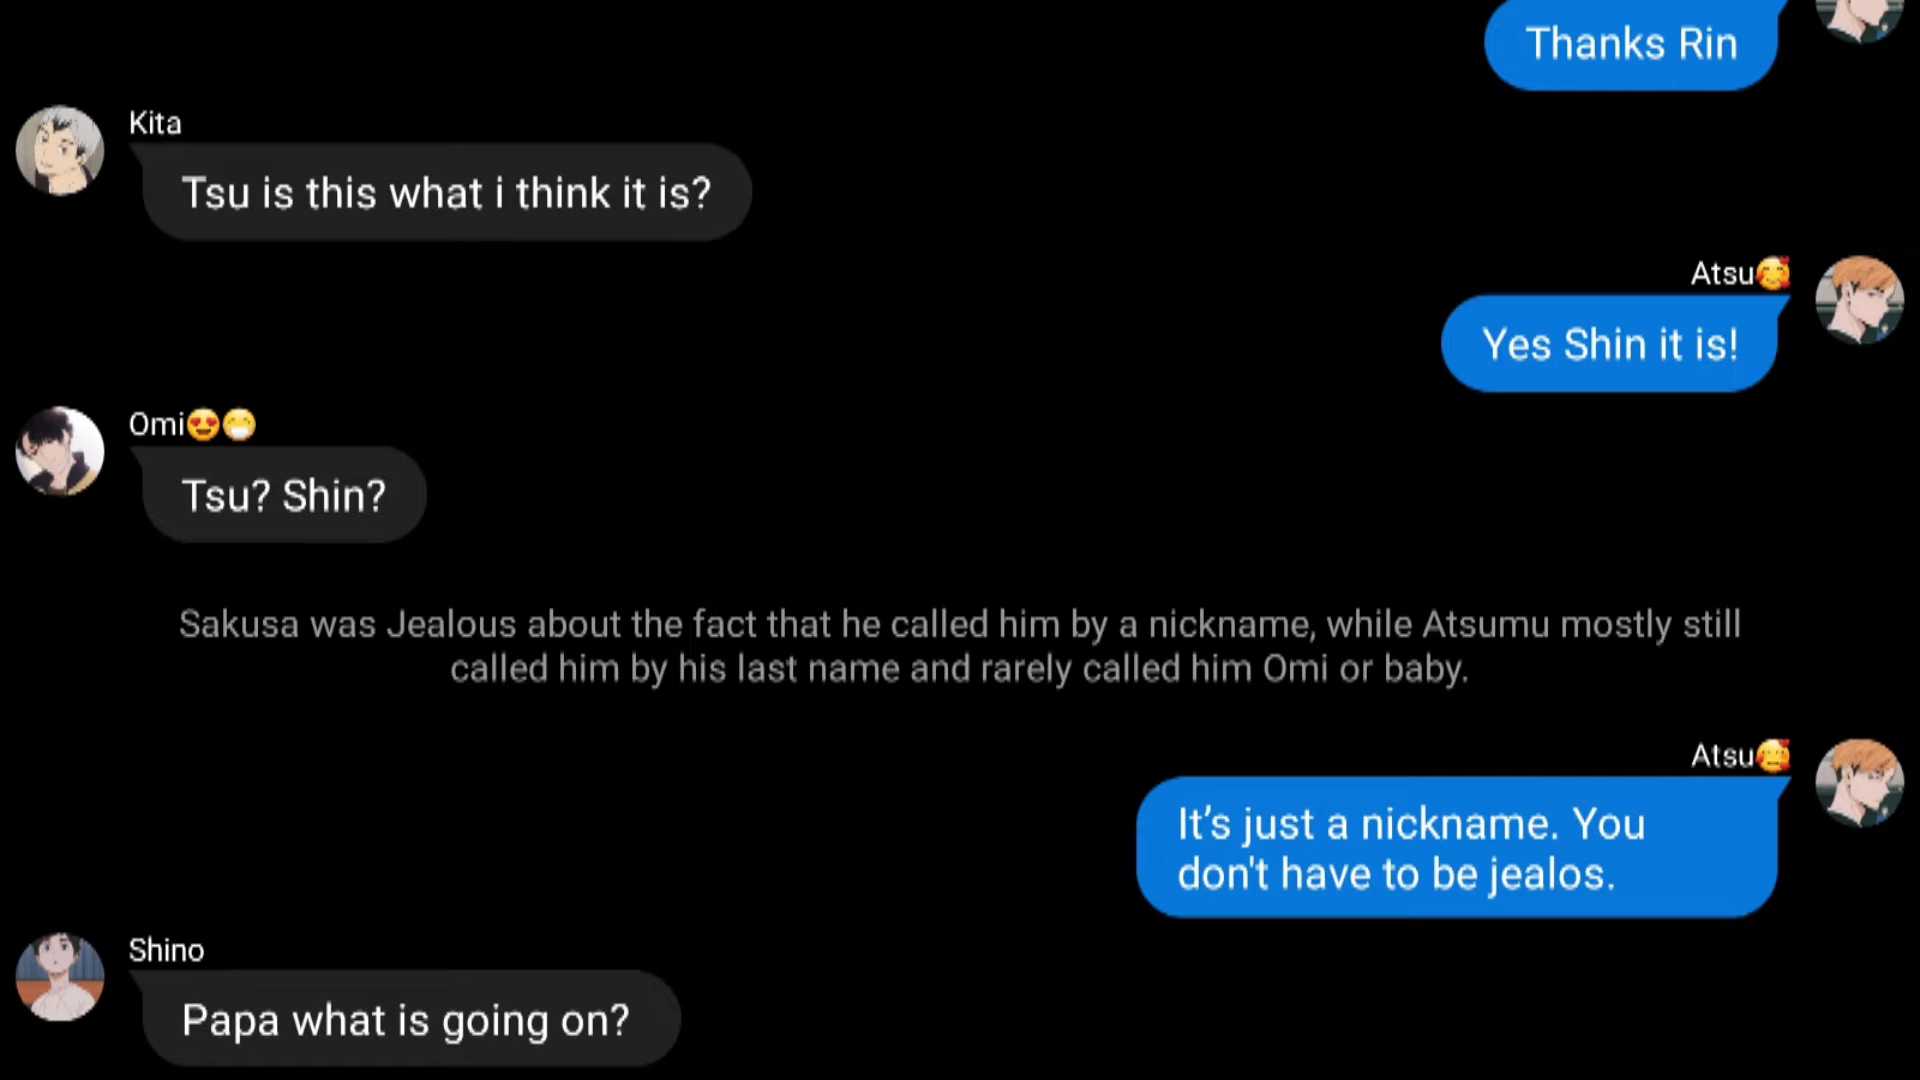 Thanks Rin
Kita
Tsu is this what i think it is?
Atsu🥰
Yes Shin it is!
Omi😍😷
Tsu? Shin?
Sakusa was Jealous about the fact that he called him by a nickname, while Atsumu mostly still
called him by his last name and rarely called him Omi or baby.
Atsu🥰
It’s just a nickname. You
don't have to be jealos.
Shino
Papa what is going on?